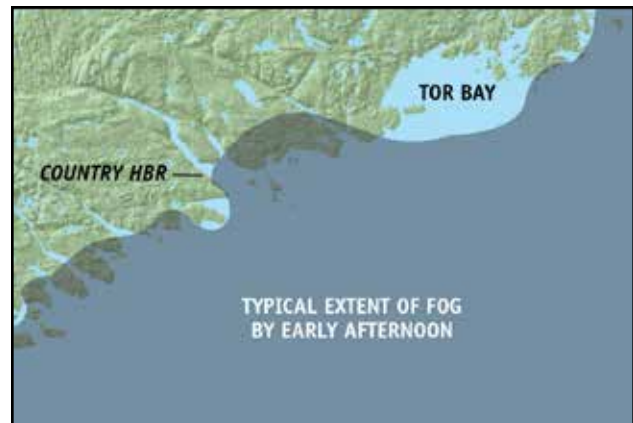 TOR BAY
COUNTRY HBR
TYPICAL EXTENT OF FOG
BY EARLY AFTERNOON